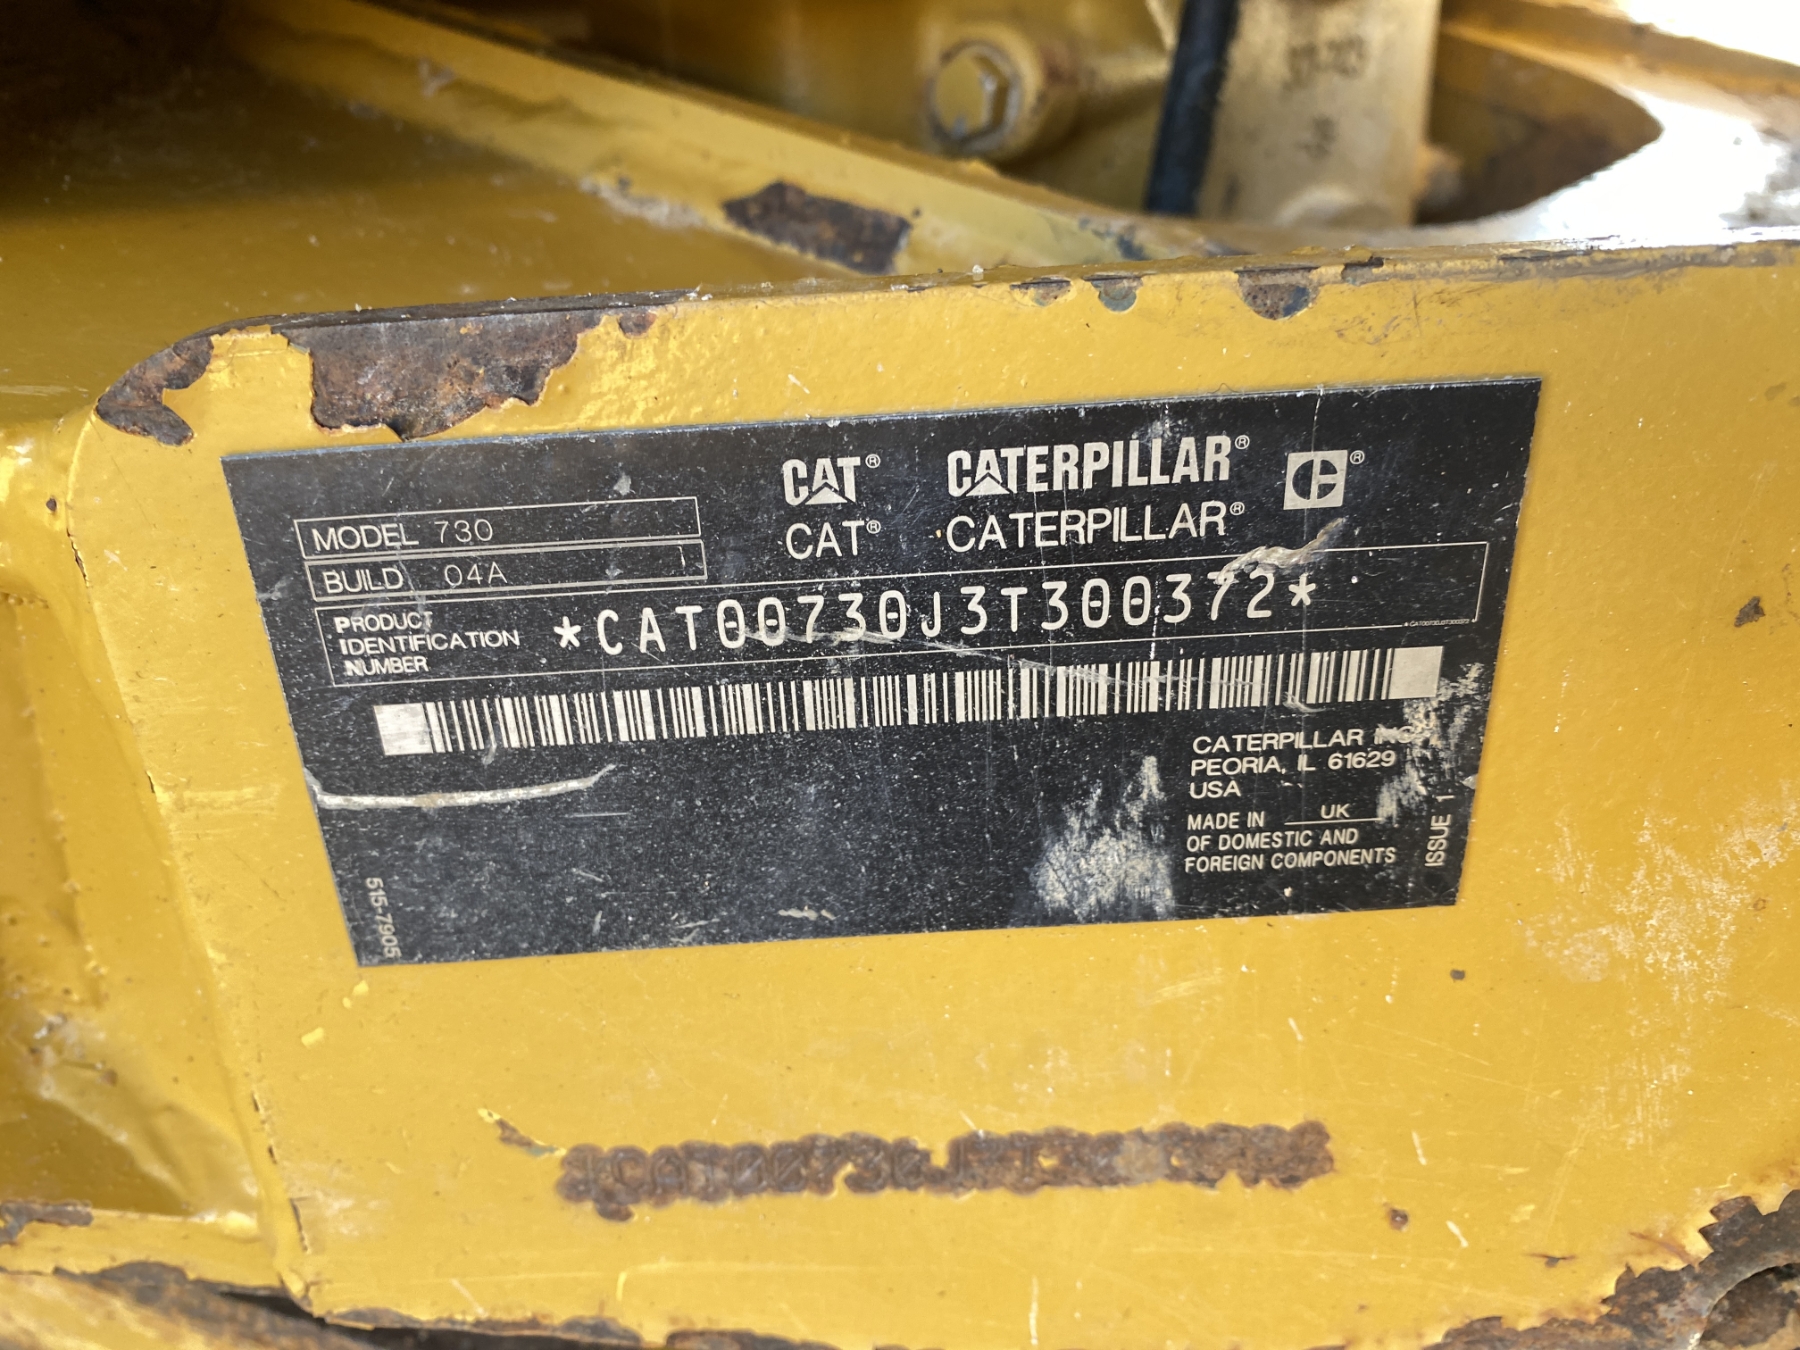 CAT® CATERPILLAR® ®
CAT® CATERPILLAR®
MODEL 730
BUILD 04A
PRODUCT
IDENTIFICATION
NUMBER
*CAT00730J3T300372*
CATERPILLAR INC.
PEORIA, IL 61629
USA
MADE IN UK
OF DOMESTIC AND
FOREIGN COMPONENTS
ISSUE 1
515-7905
*CAT00730J3T30